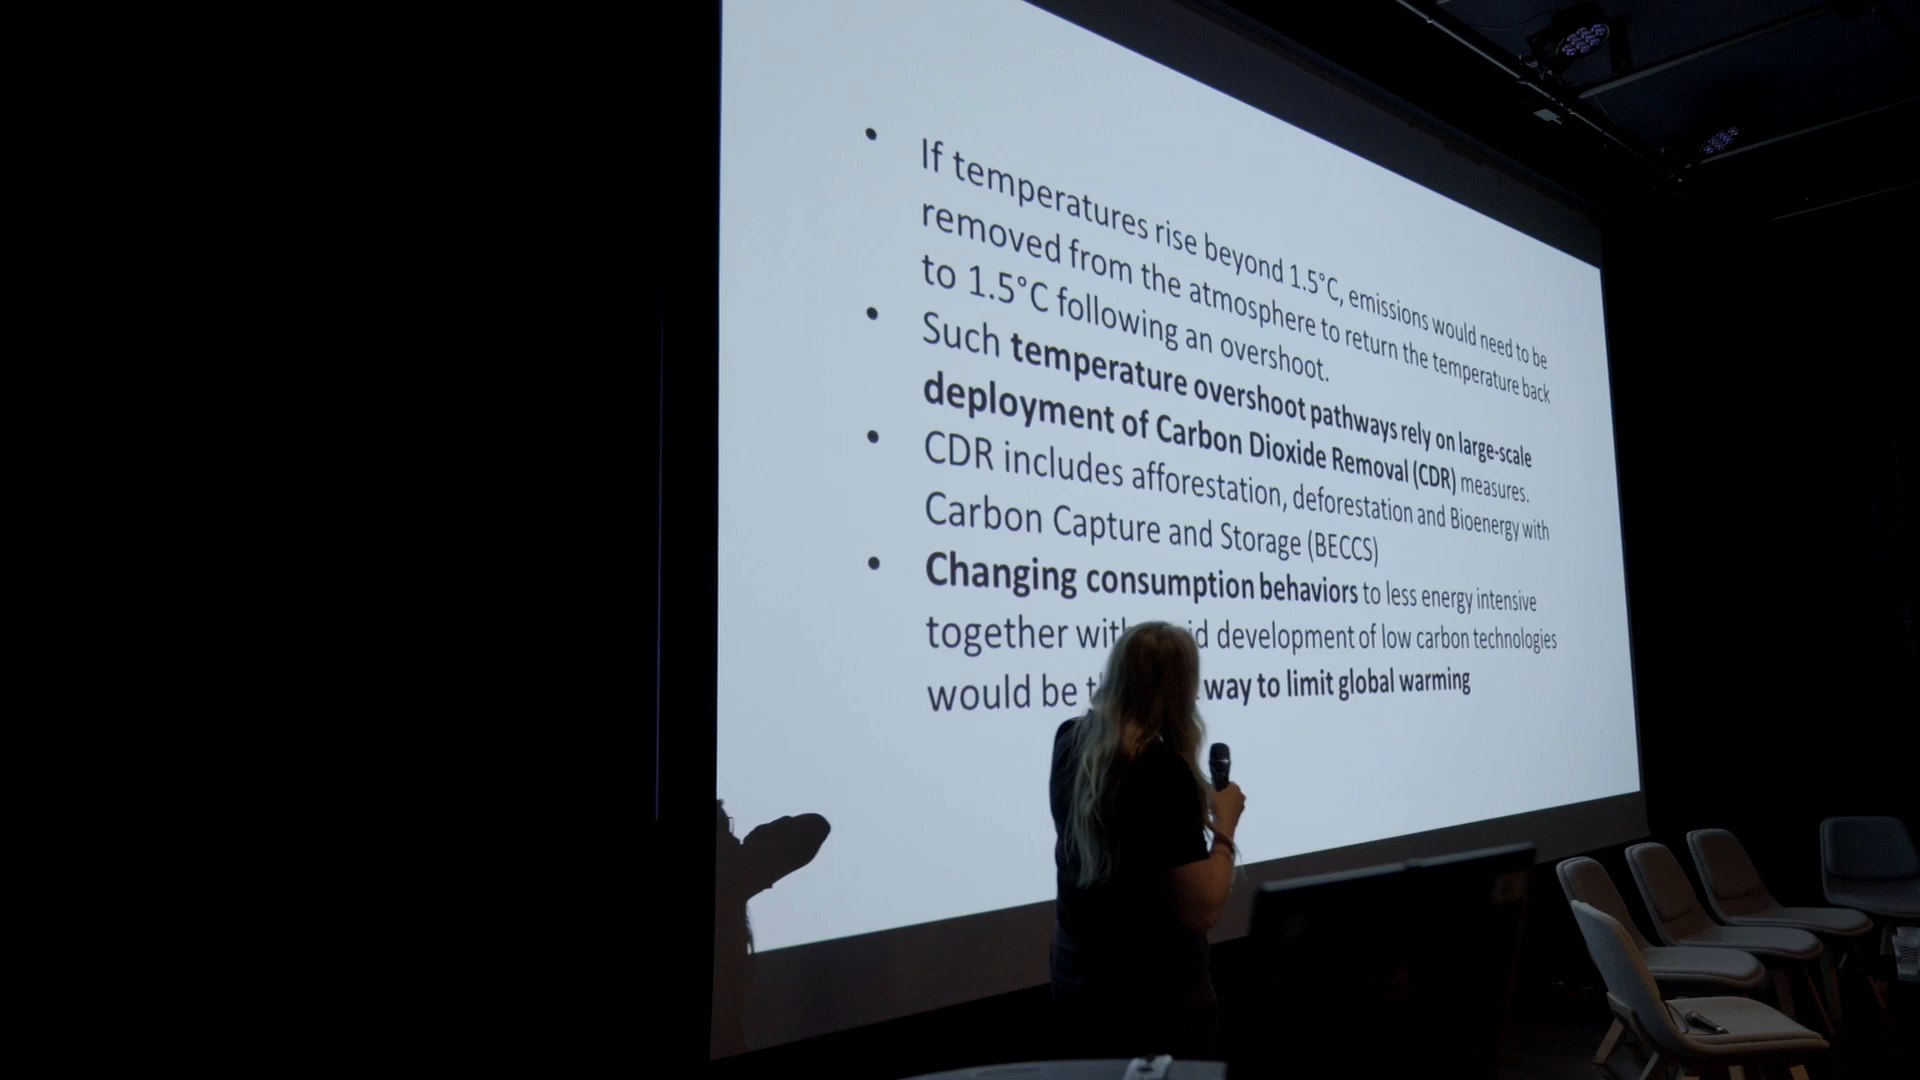 • If temperatures rise beyond 1.5°C, emissions would need to be
removed from the atmosphere to return the temperature back
to 1.5°C following an overshoot.
• Such temperature overshoot pathways rely on large-scale
deployment of Carbon Dioxide Removal (CDR) measures.
• CDR includes afforestation, deforestation and Bioenergy with
Carbon Capture and Storage (BECCS)
• Changing consumption behaviors to less energy intensive
together development of low carbon technologies
would be way to limit global warming